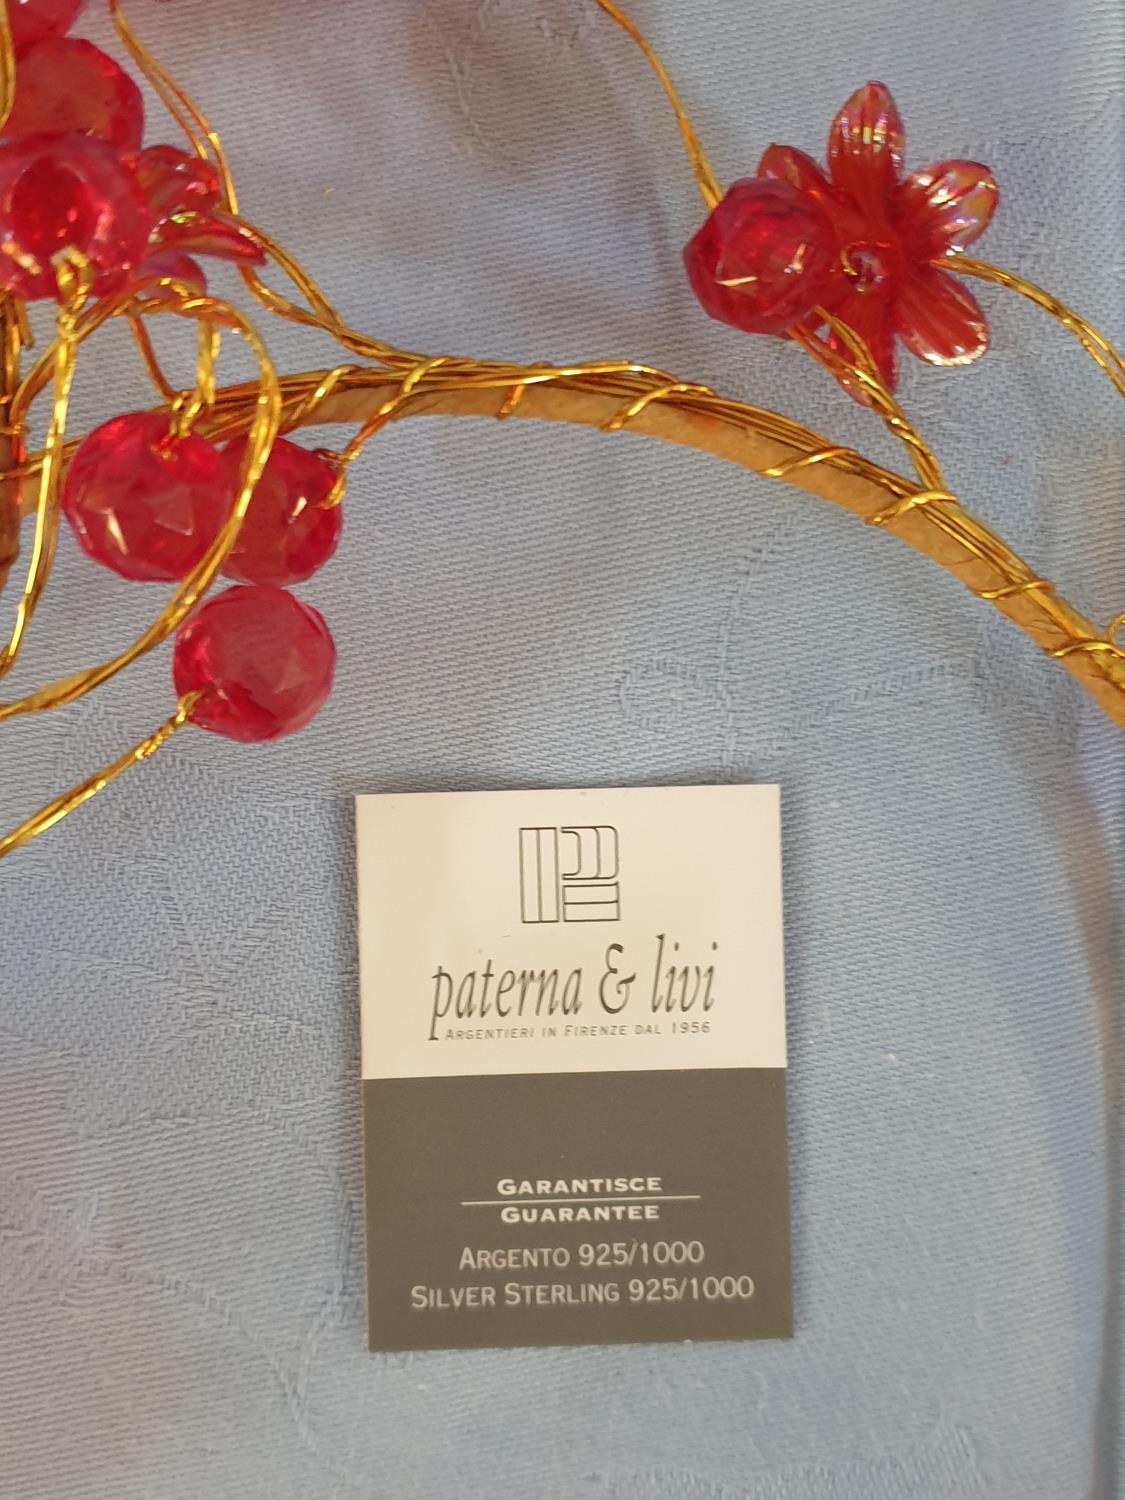 paterna & livi
ARGENTIERI IN FIRENZE DAL 1956
GARANTISCE
GUARANTEE
ARGENTO 925/1000
SILVER STERLING 925/1000